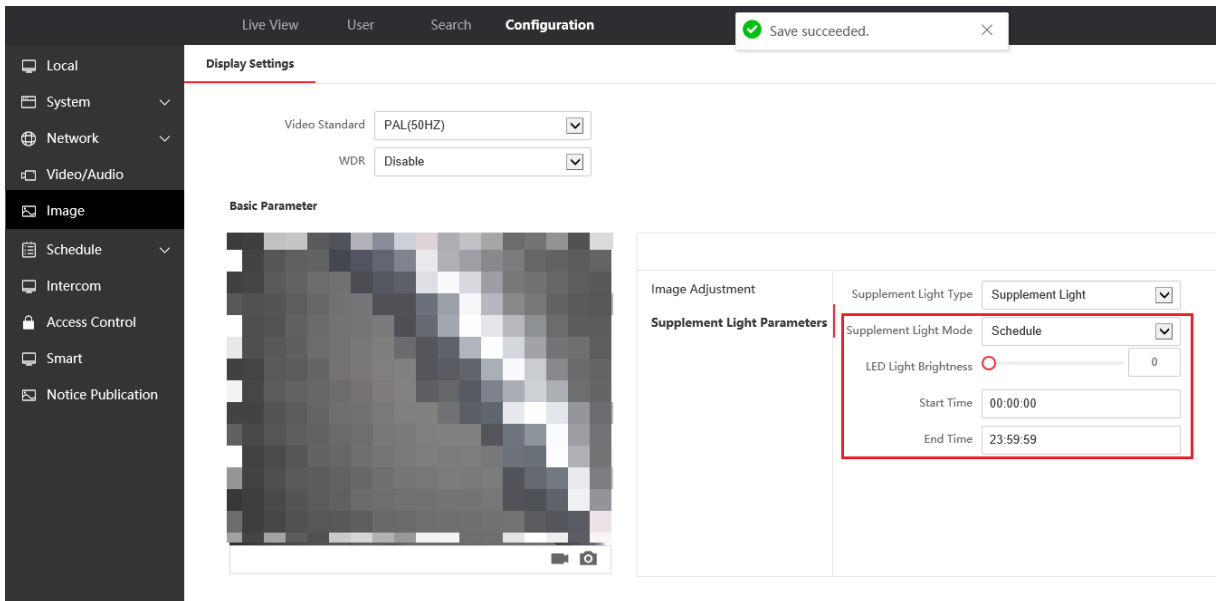 Live View User Search Configuration
Save succeeded.
Local
System
Network
Video/Audio
Image
Schedule
Intercom
Access Control
Smart
Notice Publication
Display Settings
Video Standard PAL(50HZ)
WDR Disable
Basic Parameter
Image Adjustment
Supplement Light Parameters
Supplement Light Type Supplement Light
Supplement Light Mode Schedule
LED Light Brightness 0
Start Time 00:00:00
End Time 23:59:59